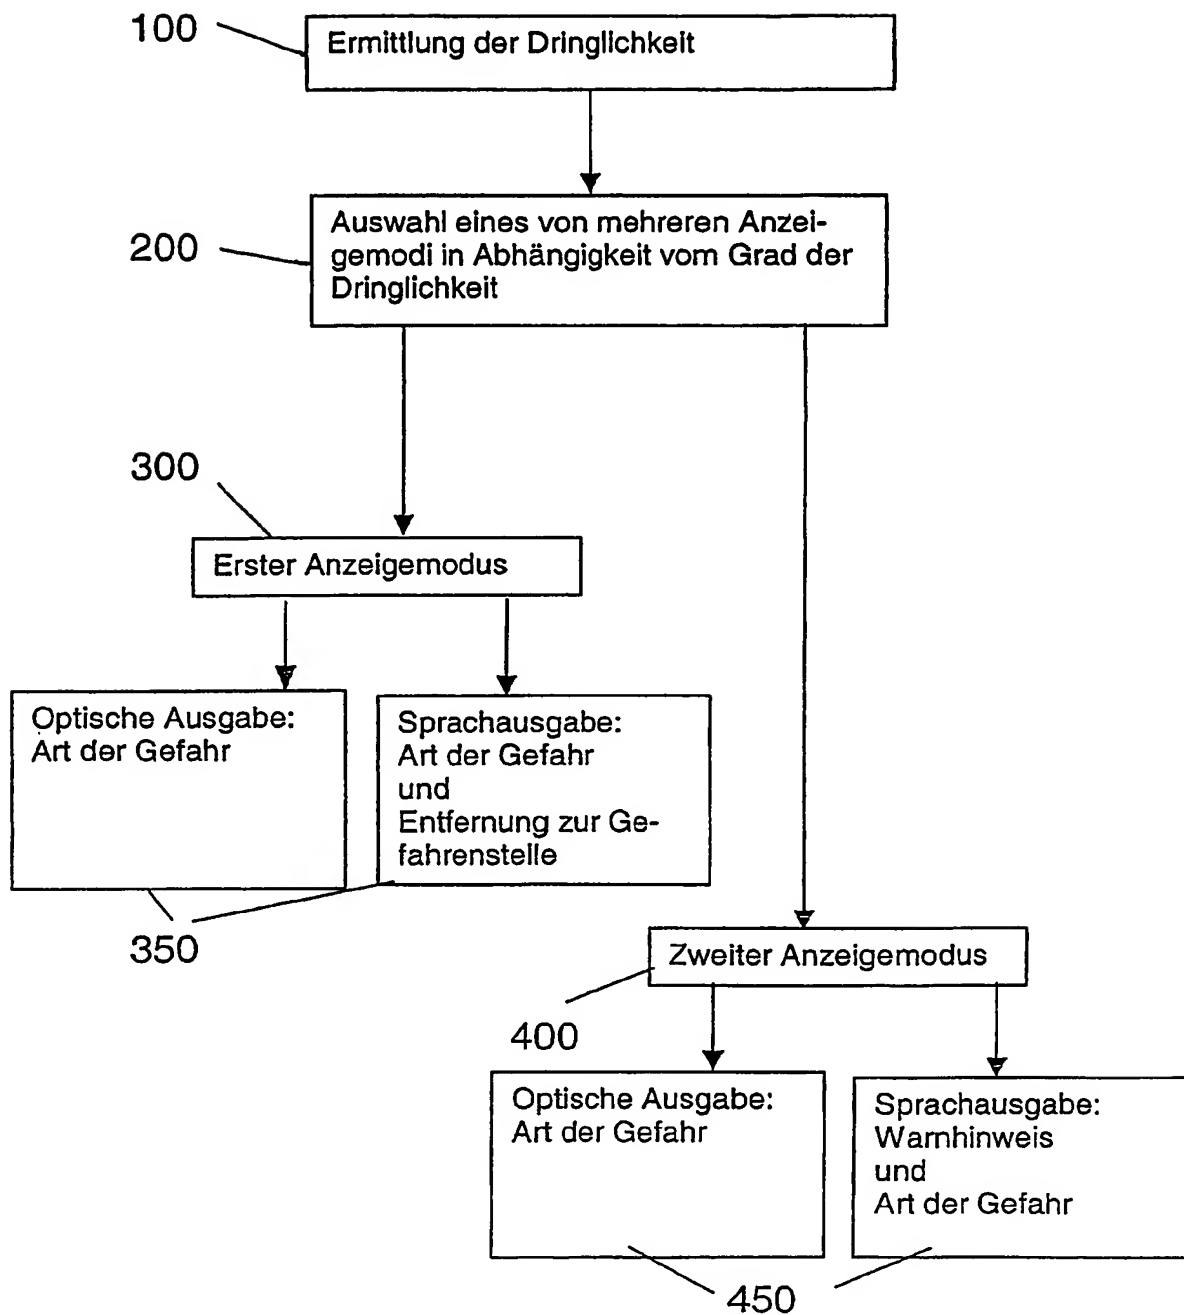 100
Ermittlung der Dringlichkeit
200
Auswahl eines von mehreren Anzei-
gemodi in Abhängigkeit vom Grad der
Dringlichkeit
300
Erster Anzeigemodus
Optische Ausgabe:
Art der Gefahr
Sprachausgabe:
Art der Gefahr
und
Entfernung zur Ge-
fahrenstelle
350
Zweiter Anzeigemodus
400
Optische Ausgabe:
Art der Gefahr
Sprachausgabe:
Warnhinweis
und
Art der Gefahr
450